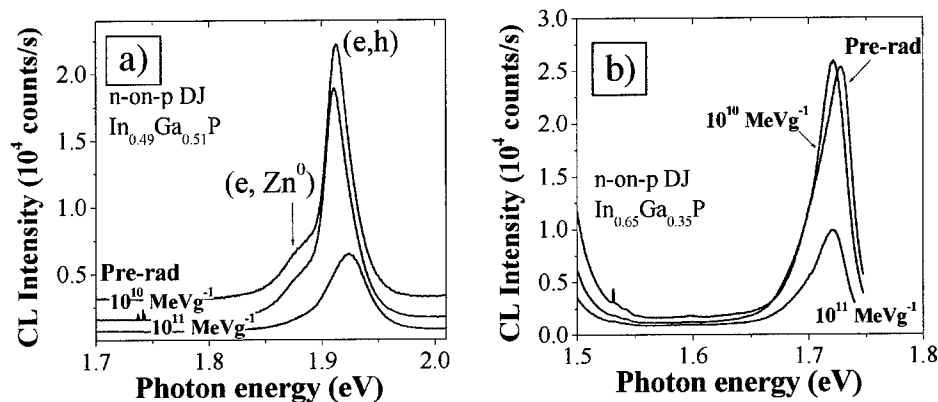 a)
n-on-p DJ
In₀.₄₉Ga₀.₅₁P
(e,h)
(e, Zn⁰)
Pre-rad
10¹⁰ MeVg⁻¹
10¹¹ MeVg⁻¹
CL Intensity (10⁴ counts/s)
2.0
1.5
1.0
0.5
1.7 1.8 1.9 2.0
Photon energy (eV)
b)
Pre-rad
10¹⁰ MeVg⁻¹
n-on-p DJ
In₀.₆₅Ga₀.₃₅P
10¹¹ MeVg⁻¹
CL Intensity (10⁴ counts/s)
3.0
2.5
2.0
1.5
1.0
0.5
0.0
1.5 1.6 1.7 1.8
Photon energy (eV)